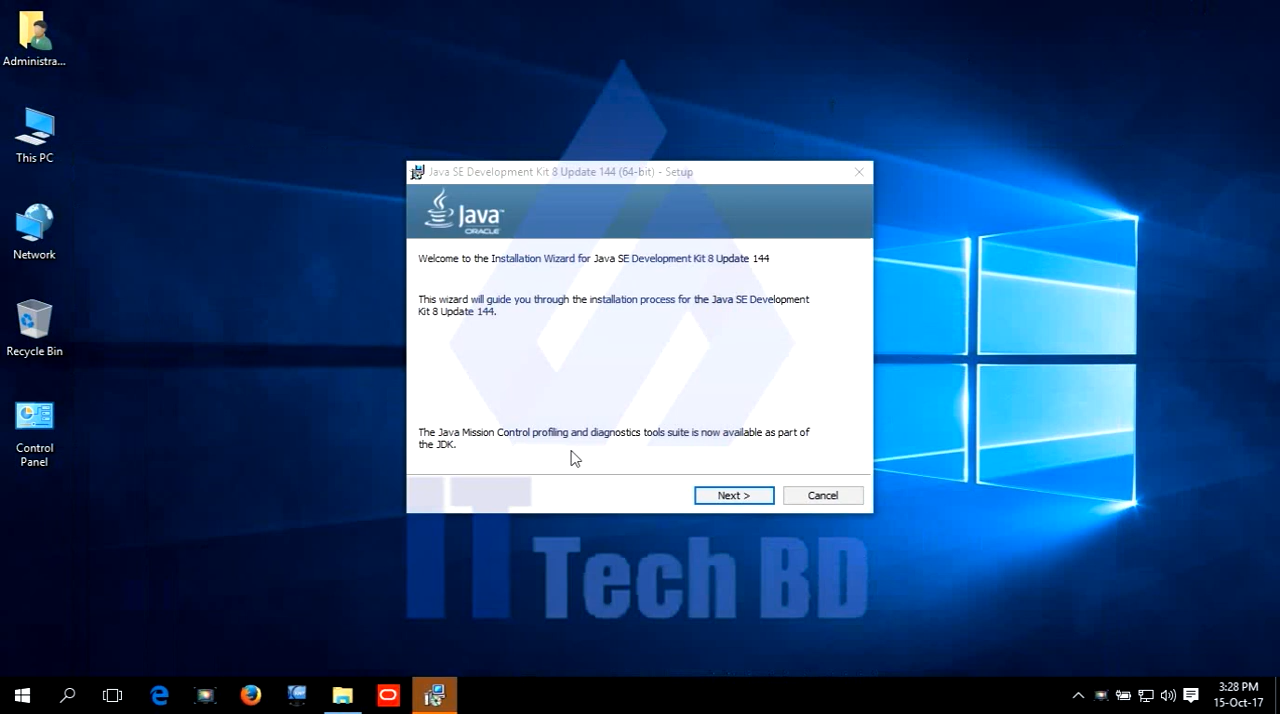 Administra...
This PC
Network
Recycle Bin
Control
Panel
Java SE Development Kit 8 Update 144 (64-bit) - Setup
Java™
ORACLE
Welcome to the Installation Wizard for Java SE Development Kit 8 Update 144
This wizard will guide you through the installation process for the Java SE Development
Kit 8 Update 144.
The Java Mission Control profiling and diagnostics tools suite is now available as part of
the JDK.
Next >
Cancel
IT Tech BD
3:28 PM
15-Oct-17